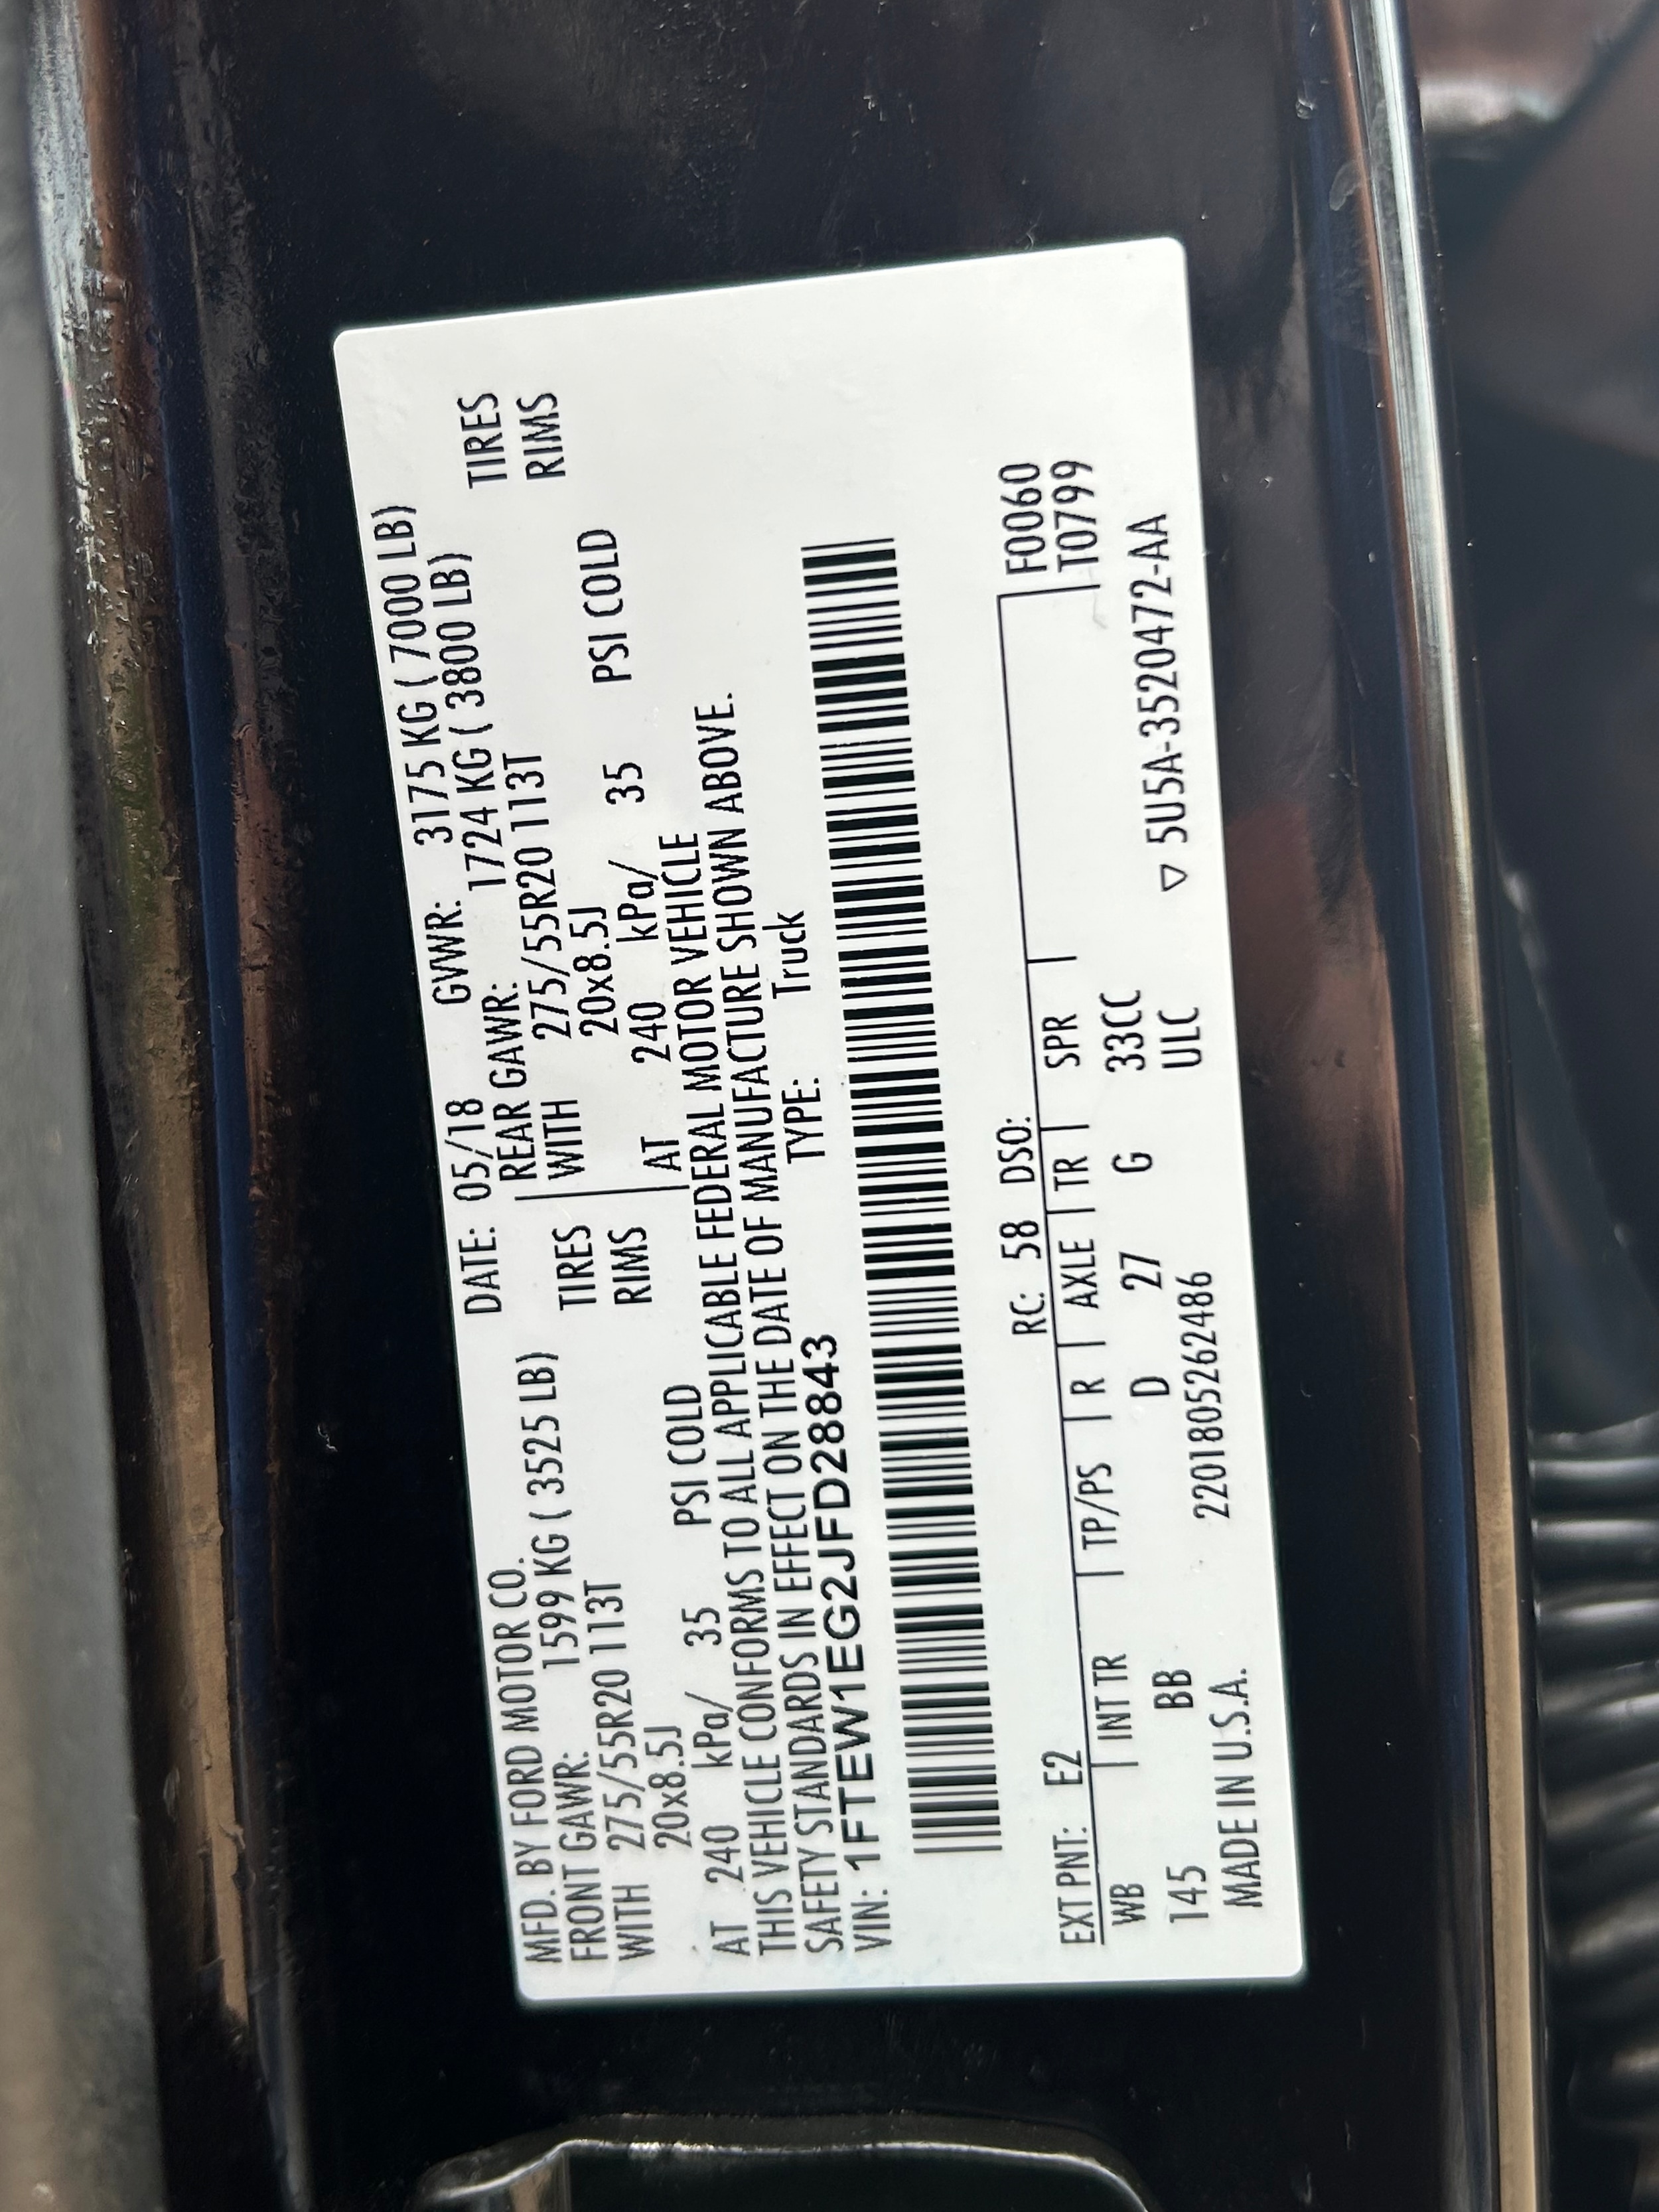 MFD. BY FORD MOTOR CO. DATE: 05/18 GVWR: 3175 KG ( 7000 LB)
FRONT GAWR: 1599 KG ( 3525 LB) REAR GAWR: 1724 KG ( 3800 LB)
WITH 275/55R20 113T TIRES WITH 275/55R20 113T TIRES
20x8.5J RIMS 20x8.5J RIMS
AT 240 kPa/ 35 PSI COLD AT 240 kPa/ 35 PSI COLD
THIS VEHICLE CONFORMS TO ALL APPLICABLE FEDERAL MOTOR VEHICLE
SAFETY STANDARDS IN EFFECT ON THE DATE OF MANUFACTURE SHOWN ABOVE.
VIN: 1FTEW1EG2JFD28843 TYPE: Truck
EXT PNT: E2 RC: 58 DSO: F0060
WB INT TR TP/PS R AXLE TR SPR T0799
145 BB D 27 G 33CC
MADE IN U.S.A. 2201805262486 ULC ▽ 5U5A-3520472-AA